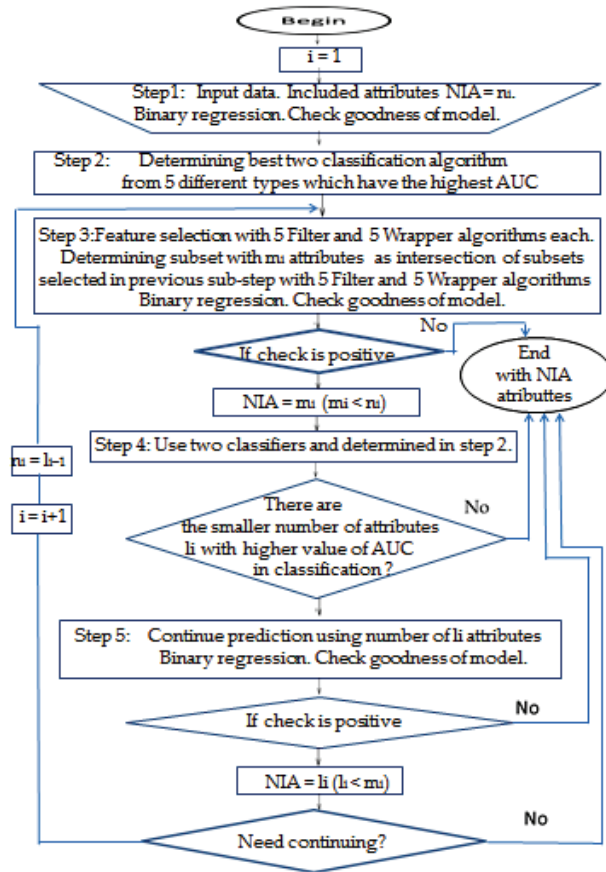 Begin
i = 1
Step1: Input data. Included attributes NIA = n₁.
Binary regression. Check goodness of model.
Step 2: Determining best two classification algorithm
from 5 different types which have the highest AUC
Step 3:Feature selection with 5 Filter and 5 Wrapper algorithms each.
Determining subset with mᵢ attributes as intersection of subsets
selected in previous sub-step with 5 Filter and 5 Wrapper algorithms
Binary regression. Check goodness of model.
No
If check is positive
End
with NIA
atributtes
NIA = mᵢ (mᵢ < nᵢ)
Step 4: Use two classifiers and determined in step 2.
nᵢ = lᵢ₋₁
i = i+1
There are
the smaller number of attributes
li with higher value of AUC
in classification ?
No
Step 5: Continue prediction using number of li attributes
Binary regression. Check goodness of model.
If check is positive
No
NIA = li (lᵢ < mᵢ)
Need continuing?
No